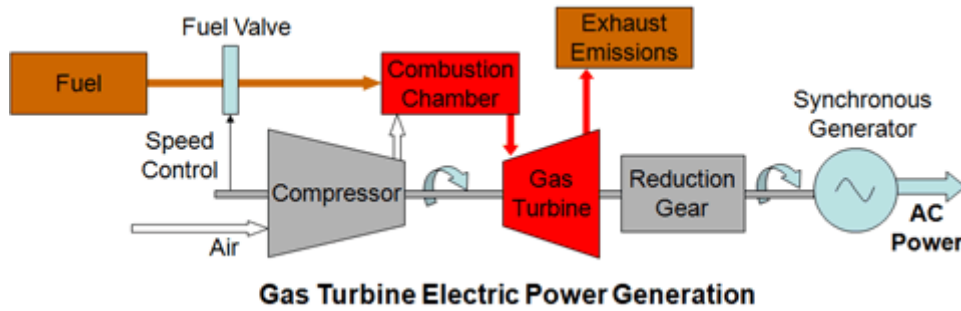 Fuel Valve
Exhaust
Emissions
Fuel
Combustion
Chamber
Synchronous
Generator
Speed
Control
Compressor
Gas
Turbine
Reduction
Gear
Air
AC
Power
Gas Turbine Electric Power Generation